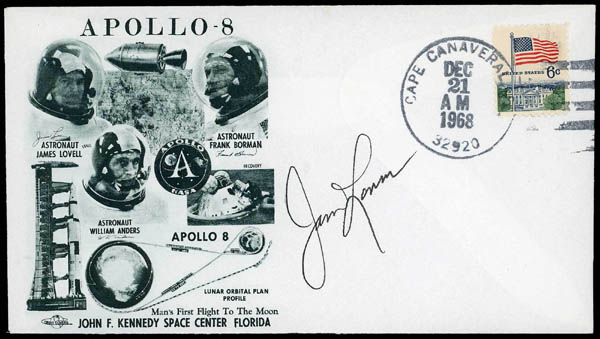 APOLLO-8
CAPE CANAVERAL
DEC
21
AM
1968
32920
UNITED STATES 6c
ASTRONAUT
JAMES LOVELL
ASTRONAUT
FRANK BORMAN
APOLLO
NASA
RECOVERY
ASTRONAUT
WILLIAM ANDERS
APOLLO 8
James Lovell
LUNAR ORBITAL PLAN
PROFILE
Man's First Flight To The Moon
JOHN F. KENNEDY SPACE CENTER FLORIDA